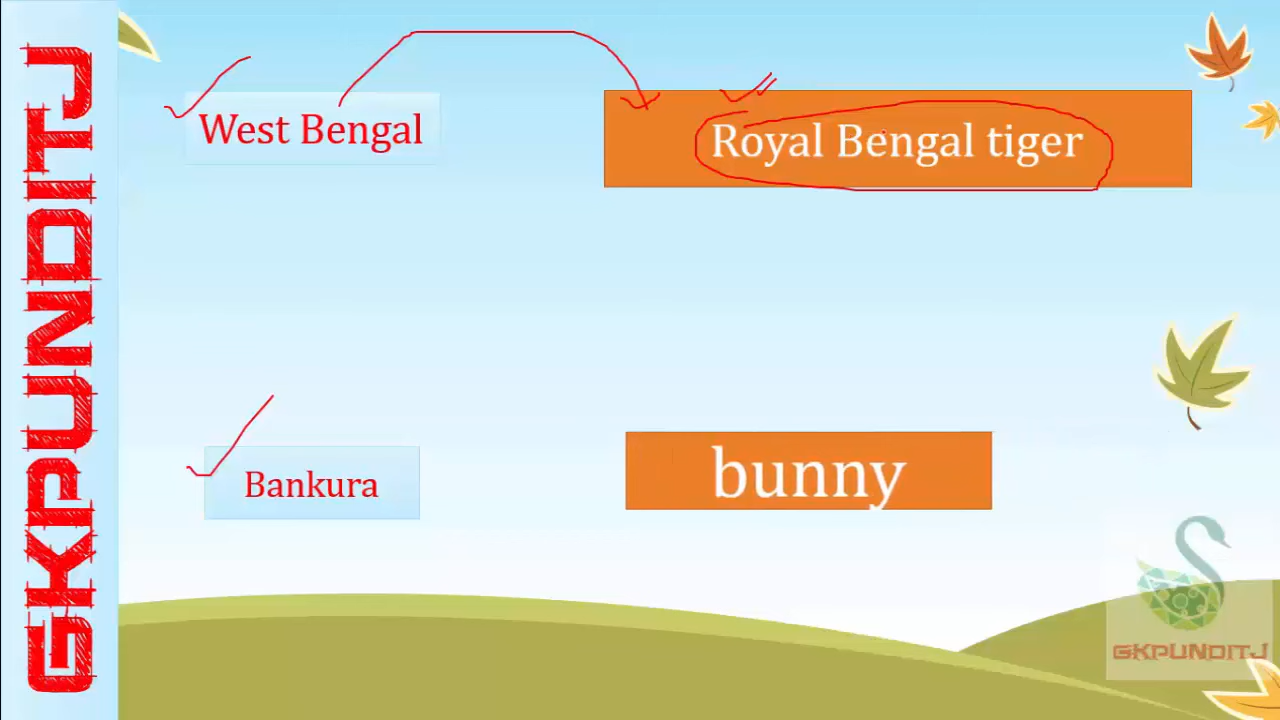 GKPUNDITJ
West Bengal
Royal Bengal tiger
Bankura
bunny
GKPUNDITJ